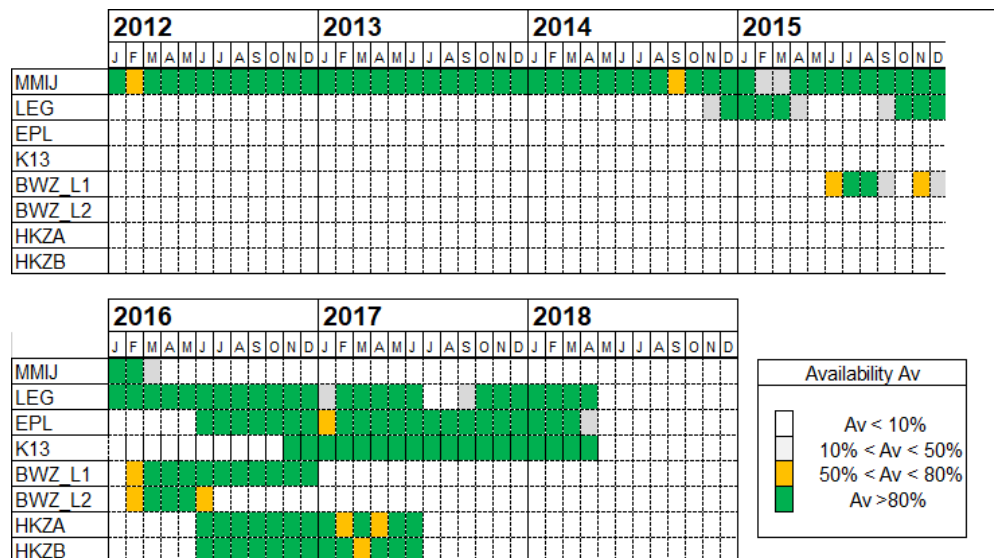 2012 2013 2014 2015
J F M A M J J A S O N D J F M A M J J A S O N D J F M A M J J A S O N D J F M A M J J A S O N D
MMIJ
LEG
EPL
K13
BWZ_L1
BWZ_L2
HKZA
HKZB
2016 2017 2018
J F M A M J J A S O N D J F M A M J J A S O N D J F M A M J J A S O N D
MMIJ
LEG
EPL
K13
BWZ_L1
BWZ_L2
HKZA
HKZB
Availability Av
Av < 10%
10% < Av < 50%
50% < Av < 80%
Av >80%